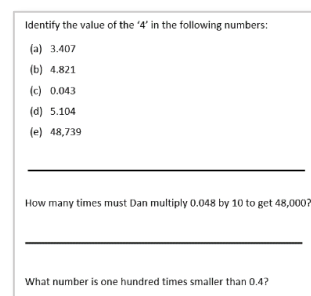 Identify the value of the '4' in the following numbers:
(a) 3.407
(b) 4.821
(c) 0.043
(d) 5.104
(e) 48,739
How many times must Dan multiply 0.048 by 10 to get 48,000?
What number is one hundred times smaller than 0.4?